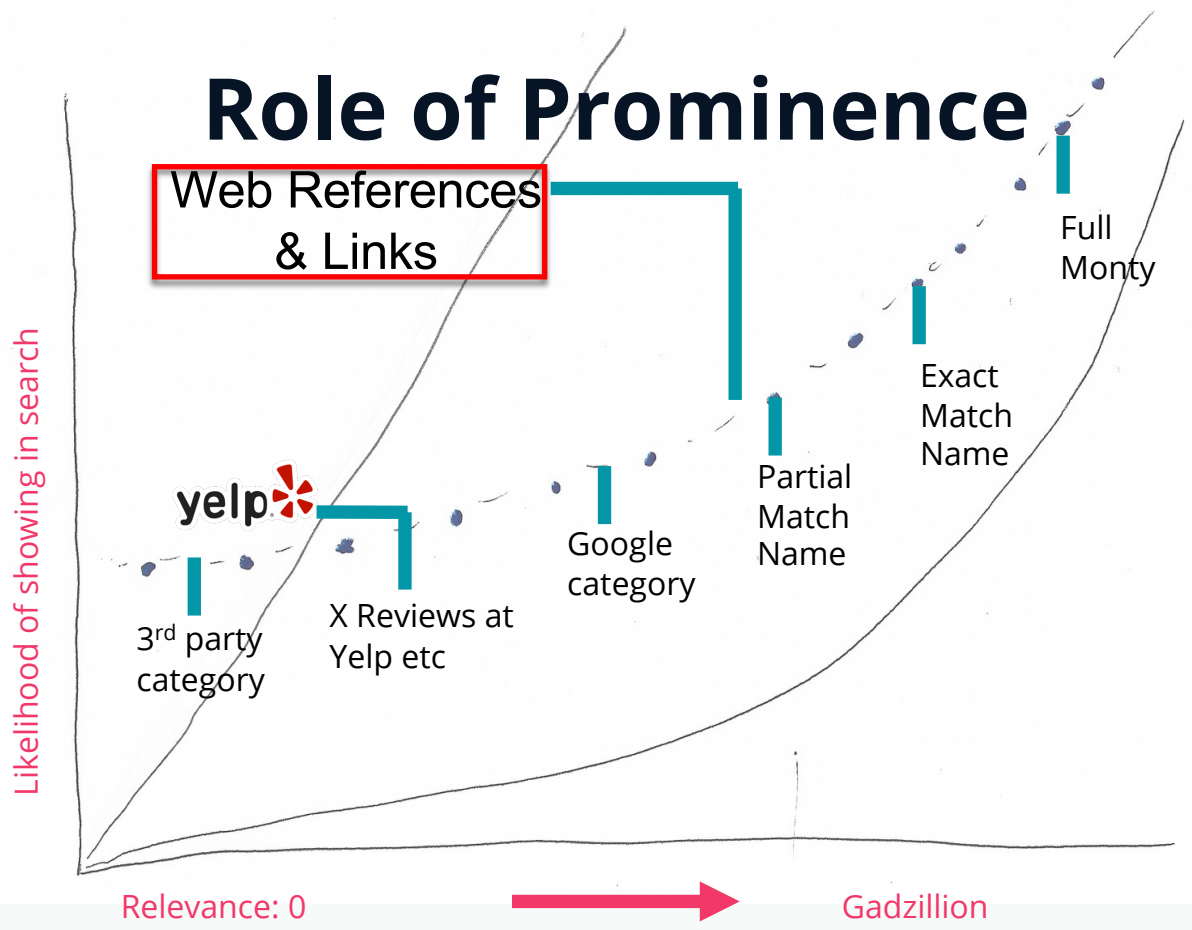 Role of Prominence
Web References
& Links
Full
Monty
Exact
Match
Name
Partial
Match
Name
Google
category
yelp
X Reviews at
Yelp etc
3rd party
category
Likelihood of showing in search
Relevance: 0
Gadzillion